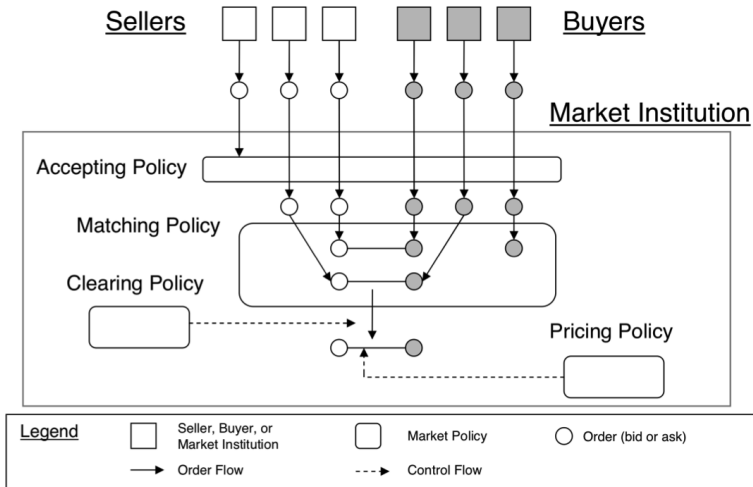 Sellers
Buyers
Market Institution
Accepting Policy
Matching Policy
Clearing Policy
Pricing Policy
Legend
Seller, Buyer, or
Market Institution
Market Policy
Order (bid or ask)
Order Flow
Control Flow